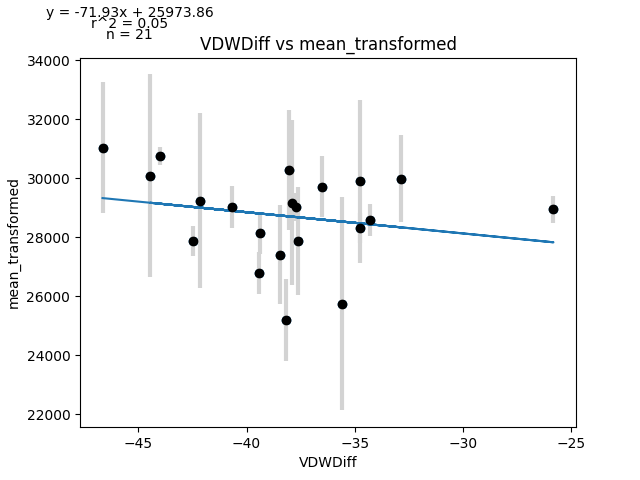 y = -71.93x + 25973.86
r^2 = 0.05
n = 21
VDWDiff vs mean_transformed
34000
32000
30000
28000
26000
24000
22000
mean_transformed
−45
−40
−35
−30
−25
VDWDiff